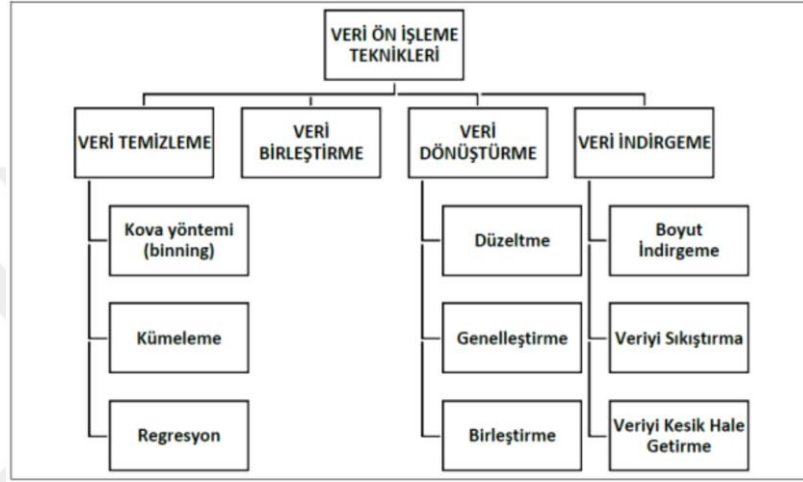 VERİ ÖN İŞLEME
TEKNİKLERİ
VERİ TEMİZLEME
VERİ
BİRLEŞTİRME
VERİ
DÖNÜŞTÜRME
VERİ İNDİRGEME
Kova yöntemi
(binning)
Kümeleme
Regresyon
Düzeltme
Genelleştirme
Birleştirme
Boyut
İndirgeme
Veriyi Sıkıştırma
Veriyi Kesik Hale
Getirme